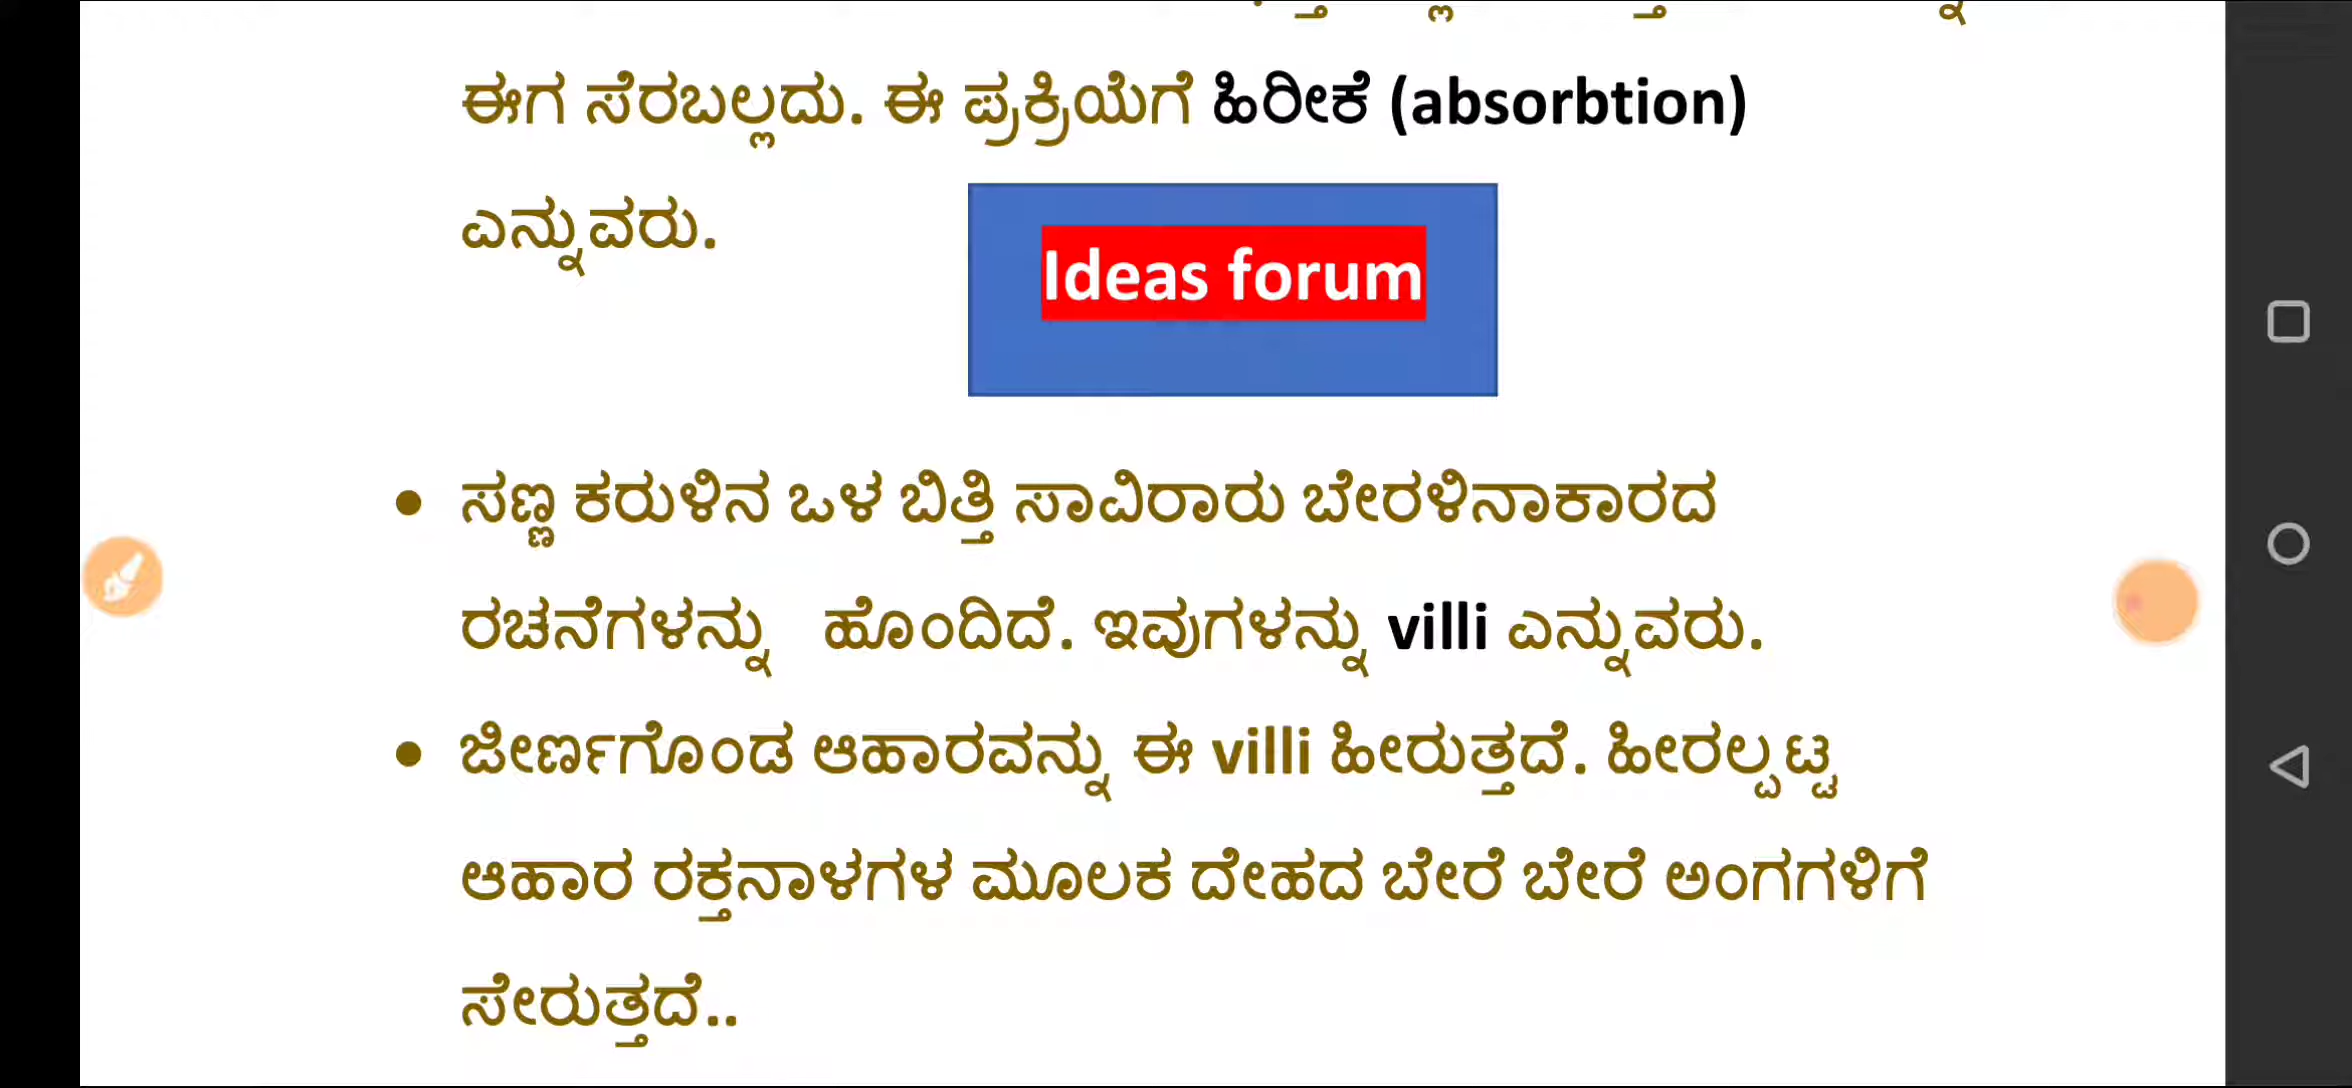 ಈಗ ಸೆರಬಲ್ಲದು. ಈ ಪ್ರಕ್ರಿಯೆಗೆ ಹಿರೀಕೆ (absorbtion)
ಎನ್ನುವರು.
Ideas forum
• ಸಣ್ಣ ಕರುಳಿನ ಒಳ ಬಿತ್ತಿ ಸಾವಿರಾರು ಬೇರಳಿನಾಕಾರದ
ರಚನೆಗಳನ್ನು ಹೊಂದಿದೆ. ಇವುಗಳನ್ನು villi ಎನ್ನುವರು.
• ಜೀರ್ಣಗೊಂಡ ಆಹಾರವನ್ನು ಈ villi ಹೀರುತ್ತದೆ. ಹೀರಲ್ಪಟ್ಟ
ಆಹಾರ ರಕ್ತನಾಳಗಳ ಮೂಲಕ ದೇಹದ ಬೇರೆ ಬೇರೆ ಅಂಗಗಳಿಗೆ
ಸೇರುತ್ತದೆ..